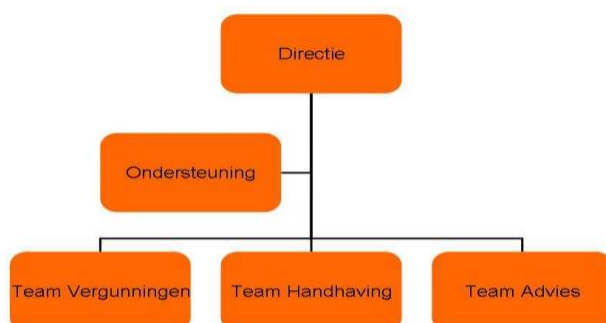 Directie
Ondersteuning
Team Vergunningen
Team Handhaving
Team Advies